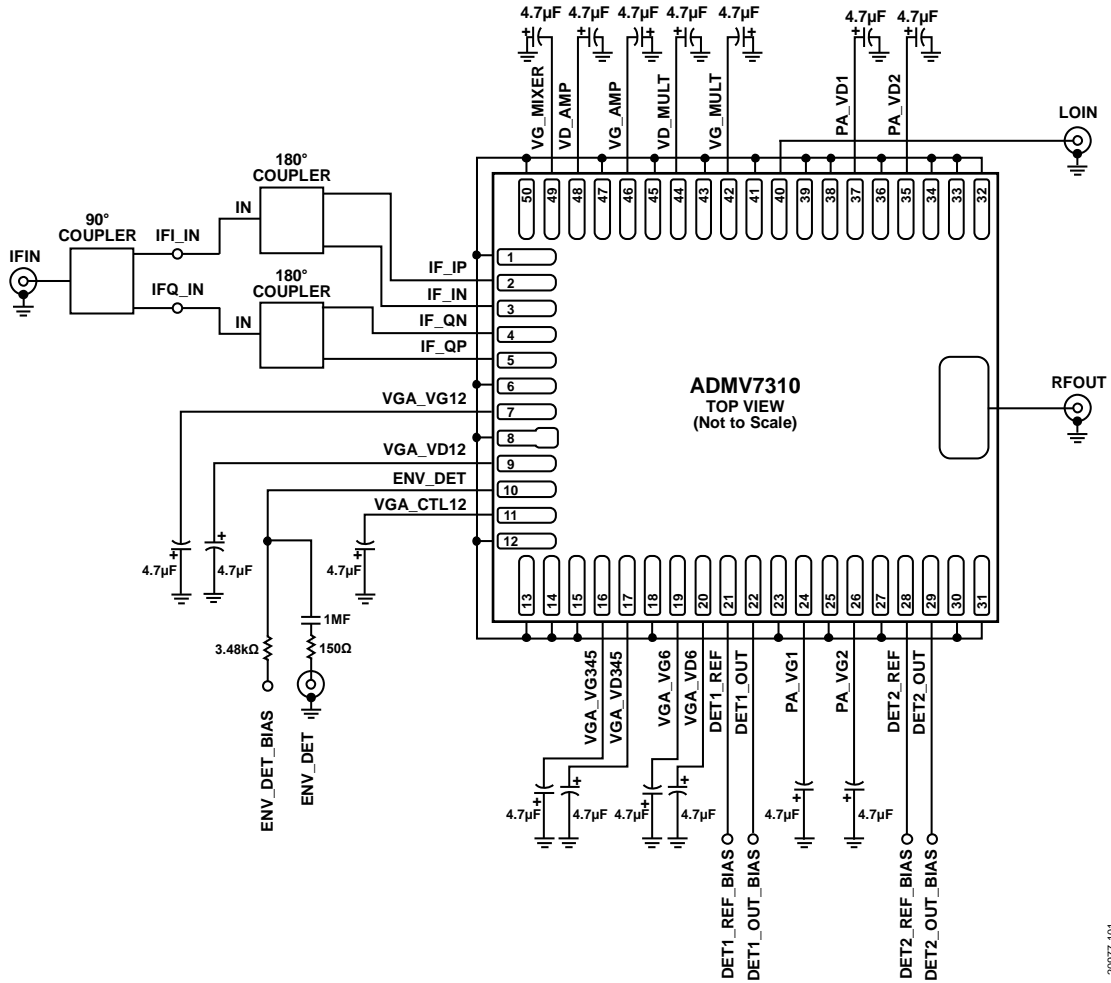 4.7µF 4.7µF 4.7µF 4.7µF 4.7µF 4.7µF 4.7µF
+ + + + + + +
VG_MIXER
VD_AMP
VG_AMP
VD_MULT
VG_MULT
PA_VD1
PA_VD2
LOIN
50 49 48 47 46 45 44 43 42 41 40 39 38 37 36 35 34 33 32
180°
COUPLER
IN
90°
COUPLER
IFIN
IFI_IN
IFQ_IN
180°
COUPLER
IN
IF_IP
IF_IN
IF_QN
IF_QP
VGA_VG12
VGA_VD12
ENV_DET
VGA_CTL12
1
2
3
4
5
6
7
8
9
10
11
12
ADMV7310
TOP VIEW
(Not to Scale)
RFOUT
+ + +
4.7µF 4.7µF 4.7µF
3.48kΩ
1MF
150Ω
ENV_DET_BIAS
ENV_DET
13 14 15 16 17 18 19 20 21 22 23 24 25 26 27 28 29 30 31
VGA_VG345
VGA_VD345
VGA_VG6
VGA_VD6
DET1_REF
DET1_OUT
PA_VG1
PA_VG2
DET2_REF
DET2_OUT
+ + + + + +
4.7µF 4.7µF 4.7µF 4.7µF 4.7µF 4.7µF
DET1_REF_BIAS
DET1_OUT_BIAS
DET2_REF_BIAS
DET2_OUT_BIAS
20977-101